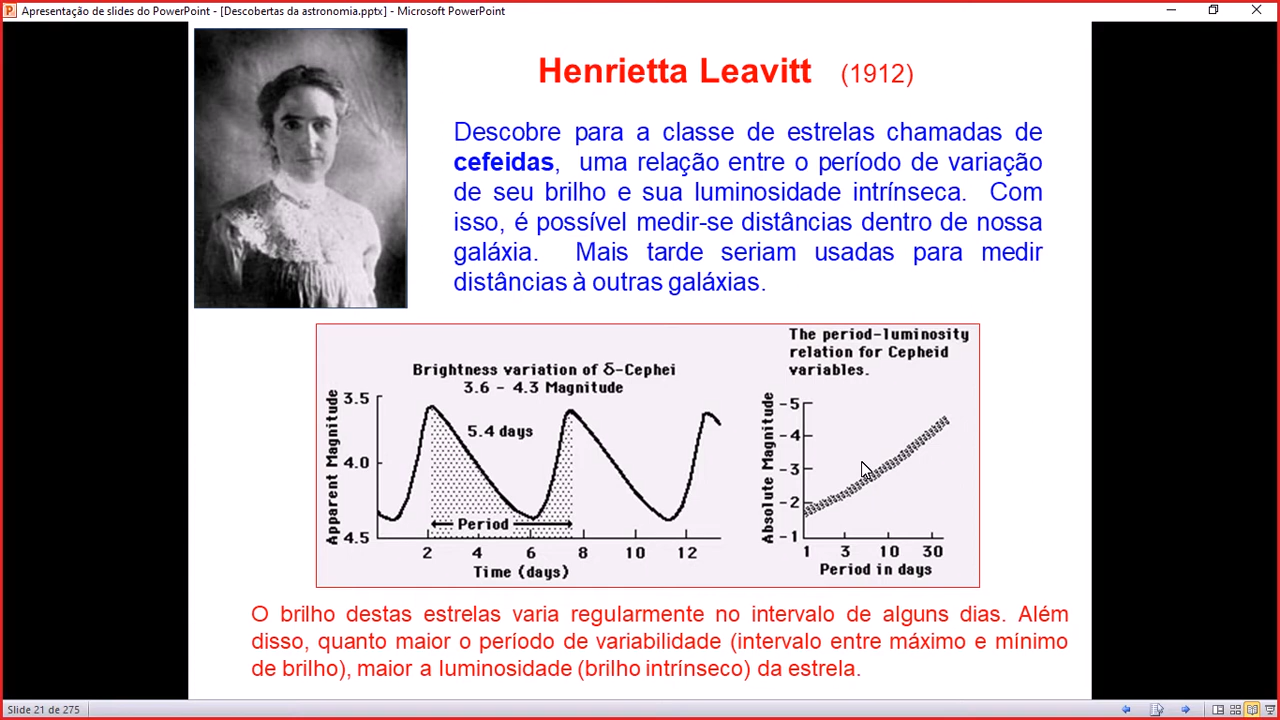 Apresentação de slides do PowerPoint - [Descobertas da astronomia.pptx] - Microsoft PowerPoint
Henrietta Leavitt (1912)
Descobre para a classe de estrelas chamadas de
cefeidas, uma relação entre o período de variação
de seu brilho e sua luminosidade intrínseca. Com
isso, é possível medir-se distâncias dentro de nossa
galáxia. Mais tarde seriam usadas para medir
distâncias à outras galáxias.
Brightness variation of δ-Cephei
3.6 - 4.3 Magnitude
Apparent Magnitude
3.5
4.0
4.5
5.4 days
Period
2 4 6 8 10 12
Time (days)
The period-luminosity
relation for Cepheid
variables.
Absolute Magnitude
-5
-4
-3
-2
-1
1 3 10 30
Period in days
O brilho destas estrelas varia regularmente no intervalo de alguns dias. Além
disso, quanto maior o período de variabilidade (intervalo entre máximo e mínimo
de brilho), maior a luminosidade (brilho intrínseco) da estrela.
Slide 21 de 275